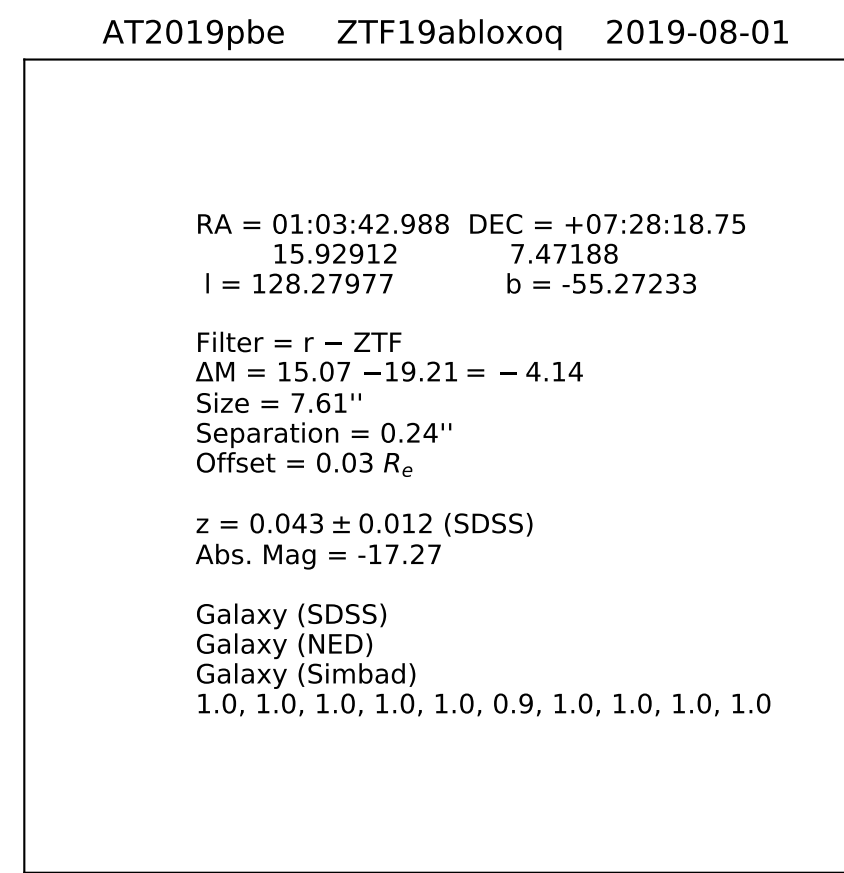 AT2019pbe ZTF19abloxoq 2019-08-01
RA = 01:03:42.988 DEC = +07:28:18.75
15.92912 7.47188
l = 128.27977 b = -55.27233
Filter = r − ZTF
ΔM = 15.07 −19.21 = − 4.14
Size = 7.61''
Separation = 0.24''
Offset = 0.03 Re
z = 0.043 ± 0.012 (SDSS)
Abs. Mag = -17.27
Galaxy (SDSS)
Galaxy (NED)
Galaxy (Simbad)
1.0, 1.0, 1.0, 1.0, 1.0, 0.9, 1.0, 1.0, 1.0, 1.0